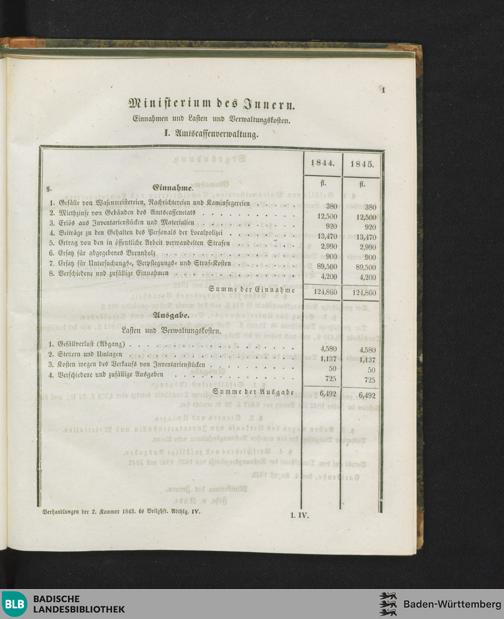 1
Ministerium des Innern.
Einnahmen und Lasten und Verwaltungskosten.
I. Amtscassenverwaltung.
1844. 1845.
§. Einnahme. fl. fl.
1. Gefälle von Wasenmeistereien, Nachrichtereien und Kaminfegereien 380 380
2. Miethzinse von Gebäuden des Amtscassenetats 12,500 12,500
3. Erlös aus Inventarienstücken und Materialien 920 920
4. Beiträge zu den Gehalten des Personals der Localpolizei 13,470 13,470
5. Ertrag von den in öffentliche Arbeit verwandelten Strafen 2,990 2,990
6. Ersatz für abgegebenes Brennholz 900 900
7. Ersatz für Untersuchungs-, Verpflegungs- und Straf-Kosten 89,500 89,500
8. Verschiedene und zufällige Einnahmen 4,200 4,200
Summe der Einnahme 124,860 124,860
Ausgabe.
Lasten und Verwaltungskosten.
1. Gefällverlust (Abgang) 4,580 4,580
2. Steuern und Umlagen 1,137 1,137
3. Kosten wegen des Verkaufs von Inventarienstücken 50 50
4. Verschiedene und zufällige Ausgaben 725 725
Summe der Ausgabe 6,492 6,492
Verhandlungen der 2. Kammer 1843. 4s Beilghft. Abthlg. IV. I. IV.
BLB BADISCHE
LANDESBIBLIOTHEK
Baden-Württemberg